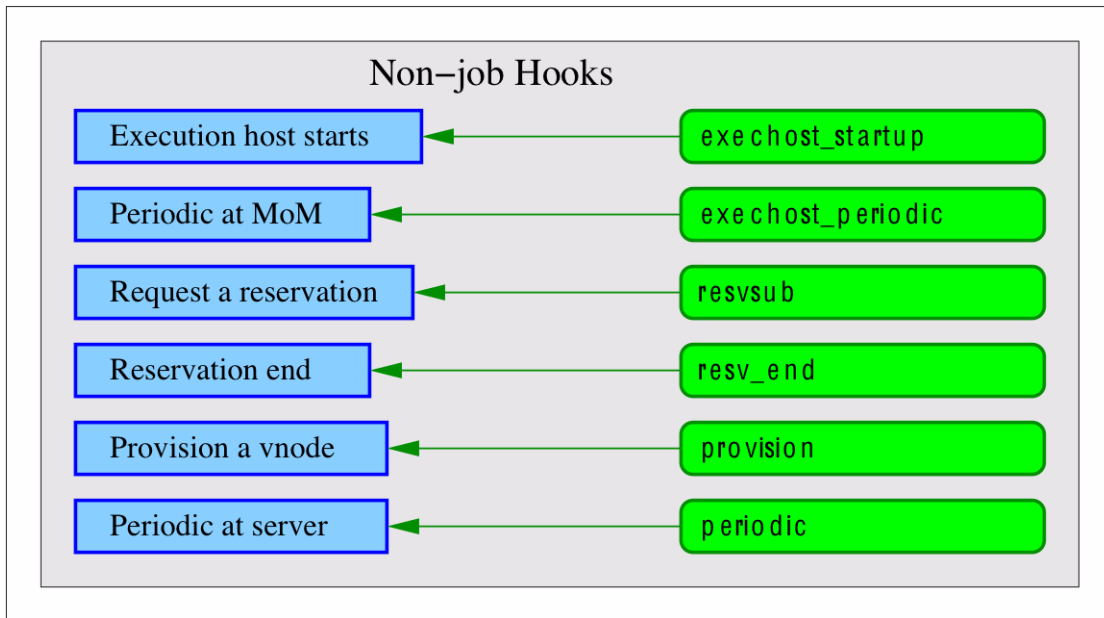 Non–job Hooks
Execution host starts
exechost_startup
Periodic at MoM
exechost_periodic
Request a reservation
resvsub
Reservation end
resv_end
Provision a vnode
provision
Periodic at server
periodic